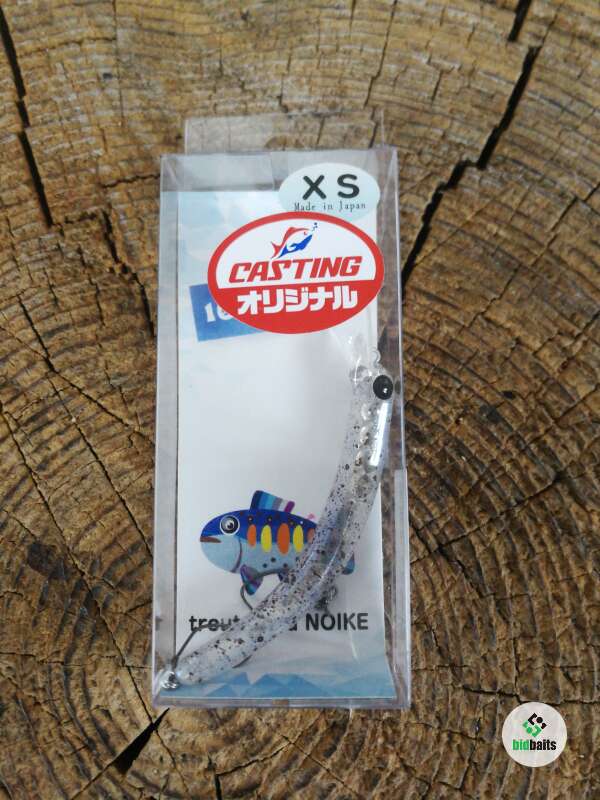 XS
Made in Japan
CASTING
オリジナル
NOIKE
bidbaits